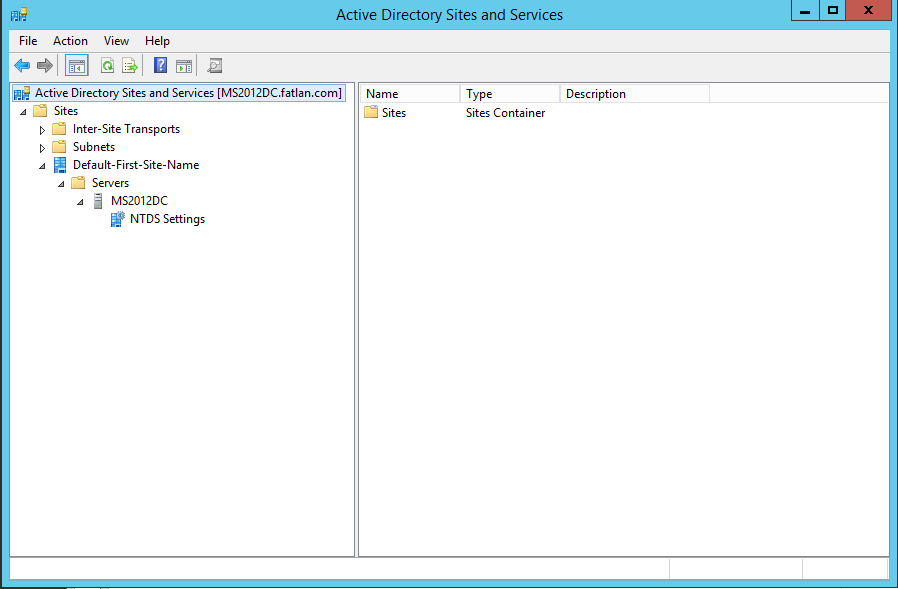 Active Directory Sites and Services
File Action View Help
Active Directory Sites and Services [MS2012DC.fatlan.com]
Sites
Inter-Site Transports
Subnets
Default-First-Site-Name
Servers
MS2012DC
NTDS Settings
Name Type Description
Sites Sites Container